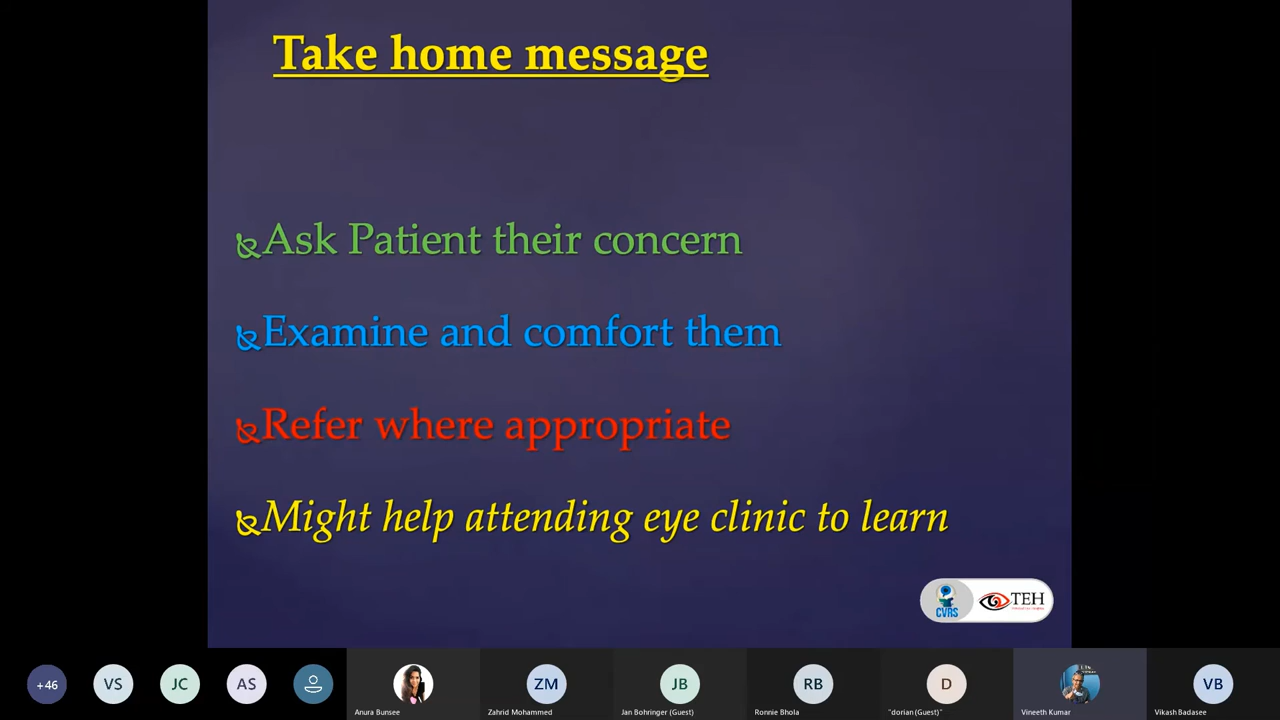 Take home message
Ask Patient their concern
Examine and comfort them
Refer where appropriate
Might help attending eye clinic to learn
CVRS
TEH
+46
VS
JC
AS
ZM
JB
RB
D
VB
Anura Bunsee
Zahrid Mohammed
Jan Bohringer (Guest)
Ronnie Bhola
"dorian(Guest)"
Vineeth Kumar
Vikash Badasee